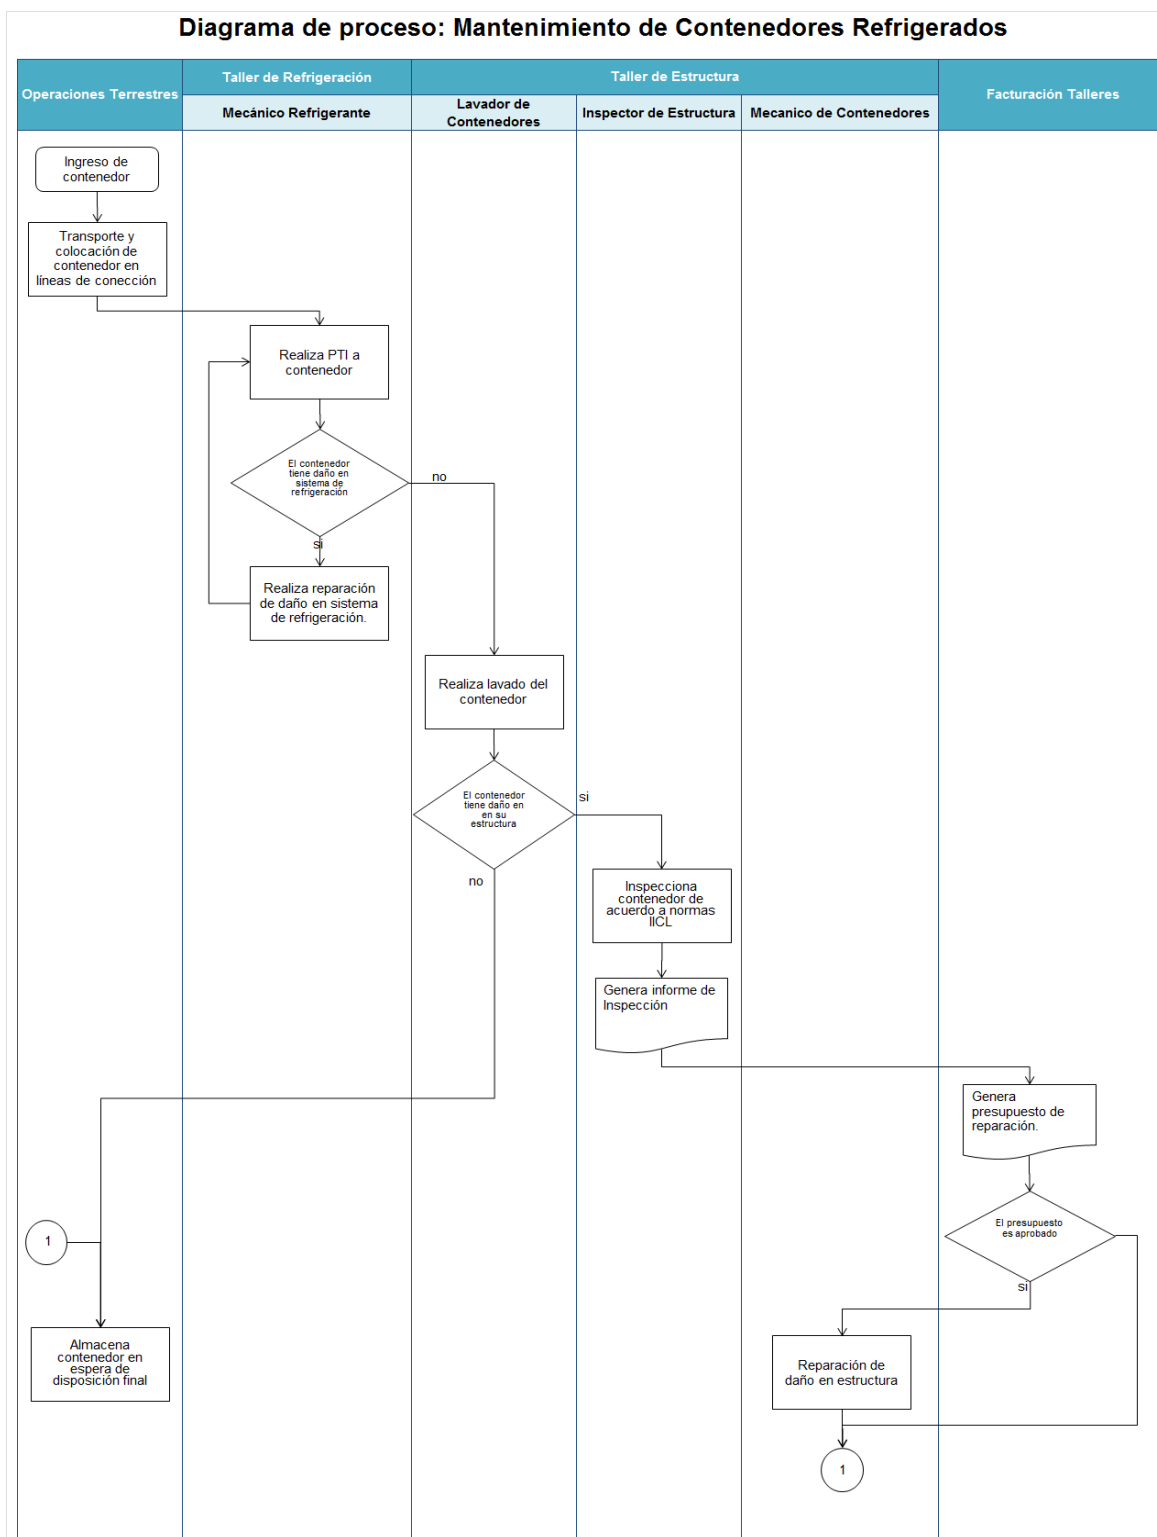 Diagrama de proceso: Mantenimiento de Contenedores Refrigerados
Operaciones Terrestres
Taller de Refrigeración
Taller de Estructura
Facturación Talleres
Mecánico Refrigerante
Lavador de
Contenedores
Inspector de Estructura
Mecanico de Contenedores
Ingreso de
contenedor
Transporte y
colocación de
contenedor en
líneas de conección
Realiza PTI a
contenedor
El contenedor
tiene daño en
sistema de
refrigeración
no
si
Realiza reparación
de daño en sistema
de refrigeración.
Realiza lavado del
contenedor
El contenedor
tiene daño en
en su
estructura
si
no
Inspecciona
contenedor de
acuerdo a normas
IICL
Genera informe de
Inspección
Genera
presupuesto de
reparación.
El presupuesto
es aprobado
si
1
Almacena
contenedor en
espera de
disposición final
Reparación de
daño en estructura
1